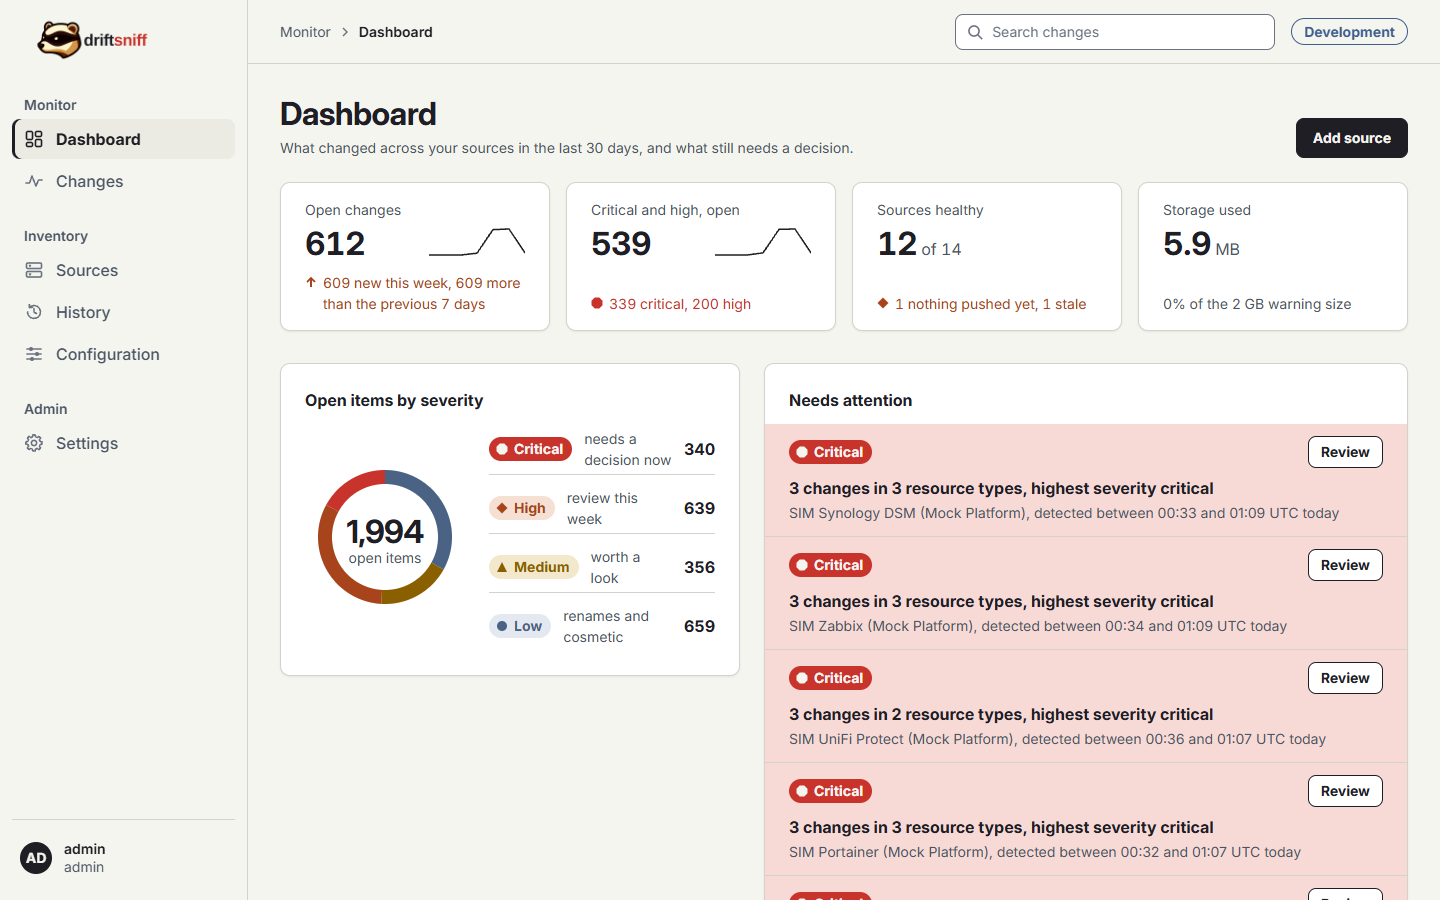 driftsniff
Monitor
Dashboard
Changes
Inventory
Sources
History
Configuration
Admin
Settings
AD
admin
admin
Monitor > Dashboard
Search changes
Development
Dashboard
What changed across your sources in the last 30 days, and what still needs a decision.
Add source
Open changes
612
609 new this week, 609 more
than the previous 7 days
Critical and high, open
539
339 critical, 200 high
Sources healthy
12 of 14
1 nothing pushed yet, 1 stale
Storage used
5.9 MB
0% of the 2 GB warning size
Open items by severity
1,994
open items
Critical
needs a
decision now
340
High
review this
week
639
Medium
worth a
look
356
Low
renames and
cosmetic
659
Needs attention
Critical
Review
3 changes in 3 resource types, highest severity critical
SIM Synology DSM (Mock Platform), detected between 00:33 and 01:09 UTC today
Critical
Review
3 changes in 3 resource types, highest severity critical
SIM Zabbix (Mock Platform), detected between 00:34 and 01:09 UTC today
Critical
Review
3 changes in 2 resource types, highest severity critical
SIM UniFi Protect (Mock Platform), detected between 00:36 and 01:07 UTC today
Critical
Review
3 changes in 3 resource types, highest severity critical
SIM Portainer (Mock Platform), detected between 00:32 and 01:07 UTC today